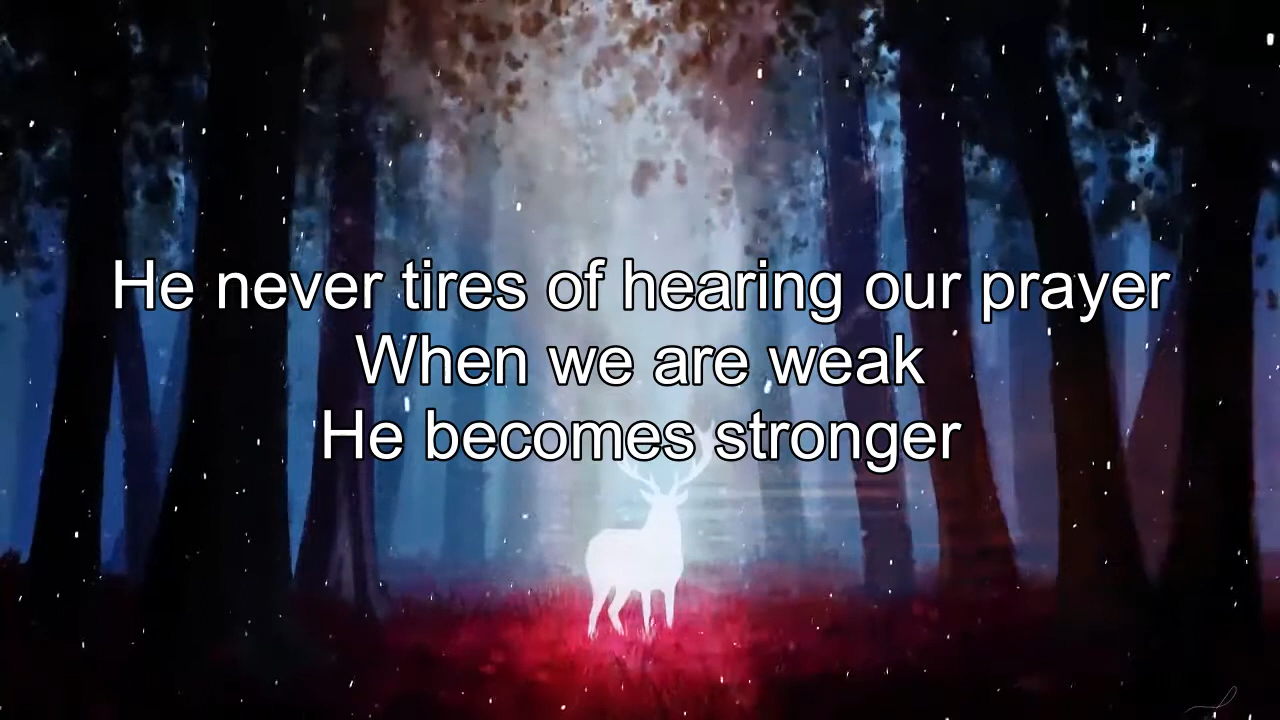 He never tires of hearing our prayer
When we are weak
He becomes stronger